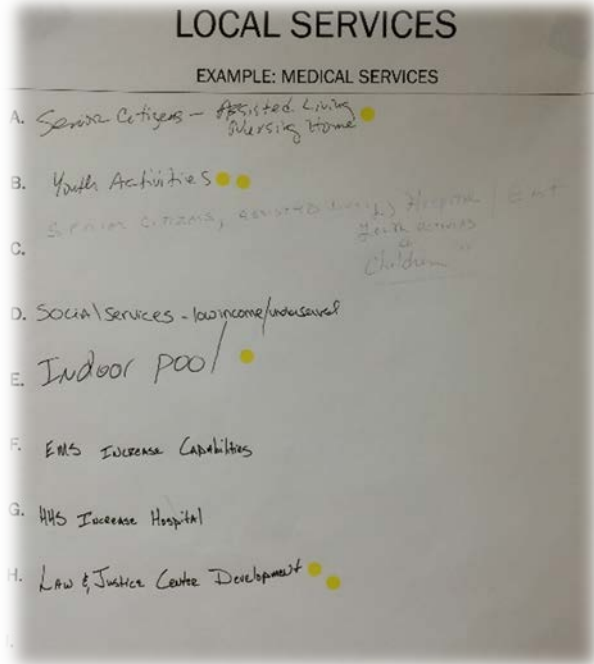 LOCAL SERVICES
EXAMPLE: MEDICAL SERVICES
A. Senior Citizens - Assisted Living
Nursing Home
B. Youth Activities
SENIOR CITIZENS, ASSISTED Hospital / EMT
C. Youth activities
Children "
D. Social Services - low income/underserved
E. Indoor pool
F. EMS INCREASE CAPABILITIES
G. HHS INCREASE HOSPITAL
H. LAW & JUSTICE CENTER DEVELOPMENT
I.